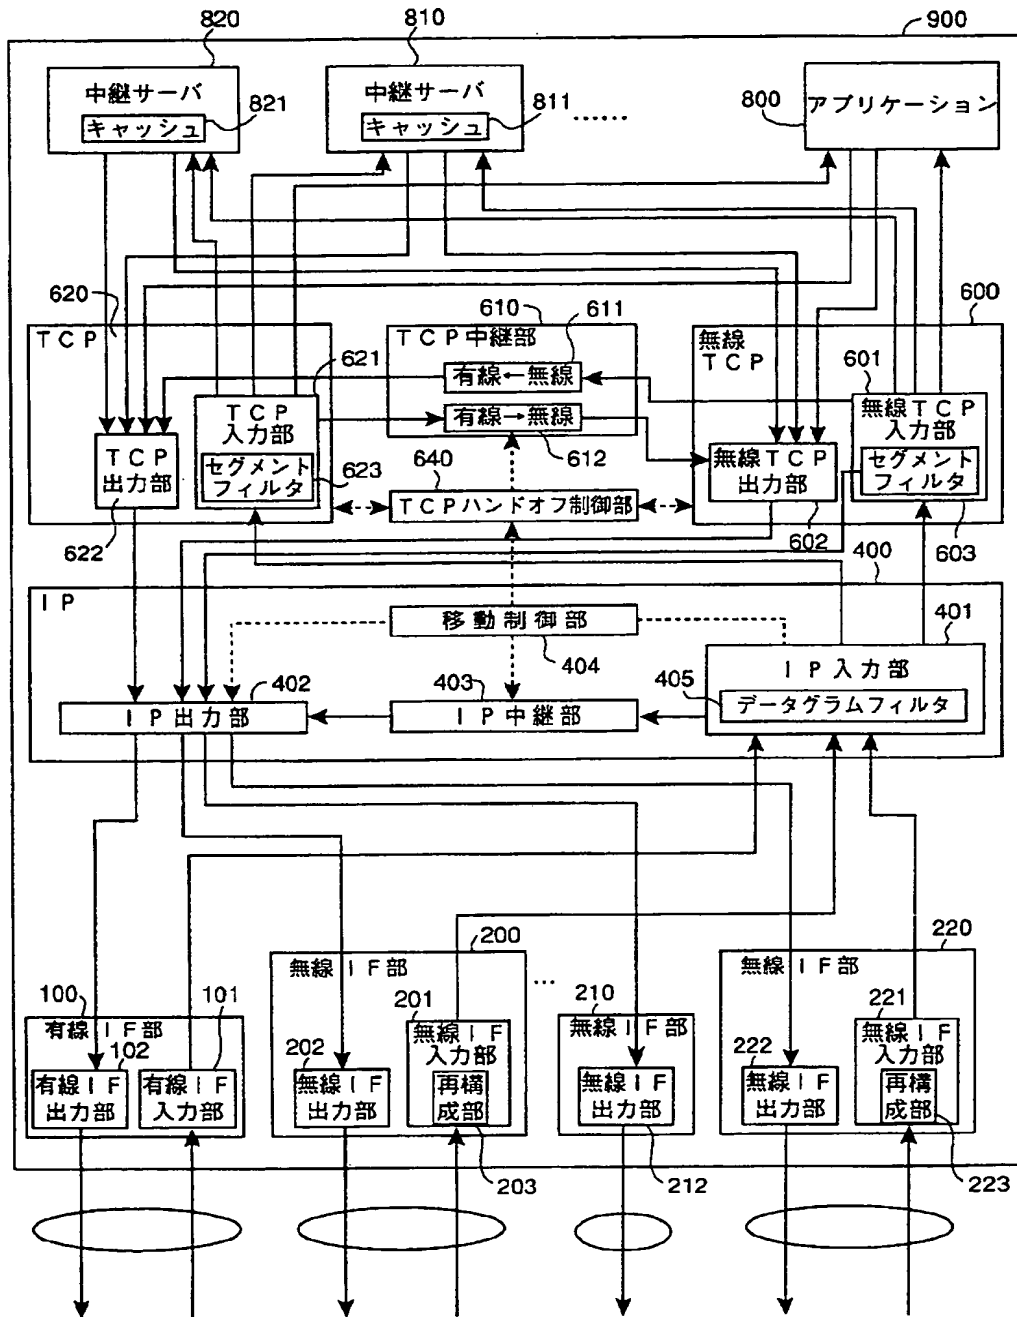 820
810
900
中継サーバ
821
キャッシュ
中継サーバ
811
キャッシュ
……
800
アプリケーション
620
TCP
610
611
TCP中継部
600
無線
TCP
621
有線←無線
601
TCP
入力部
有線→無線
無線TCP
入力部
TCP
出力部
セグメント
フィルタ
623
640
612
無線TCP
出力部
セグメント
フィルタ
TCPハンドオフ制御部
622
602
603
400
IP
移動制御部
404
401
402
403
IP入力部
405
データグラムフィルタ
IP出力部
IP中継部
200
220
無線IF部
…
無線IF部
100
101
201
210
221
有線IF部
102
無線IF
入力部
無線IF部
無線IF
入力部
202
222
有線IF
出力部
有線IF
入力部
無線IF
出力部
再構
成部
無線IF
出力部
無線IF
出力部
再構
成部
203
212
223